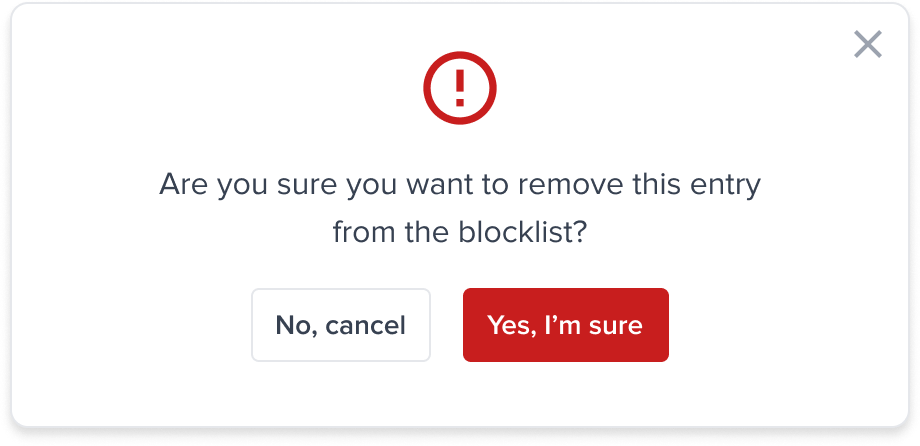 Are you sure you want to remove this entry
from the blocklist?
No, cancel
Yes, I’m sure